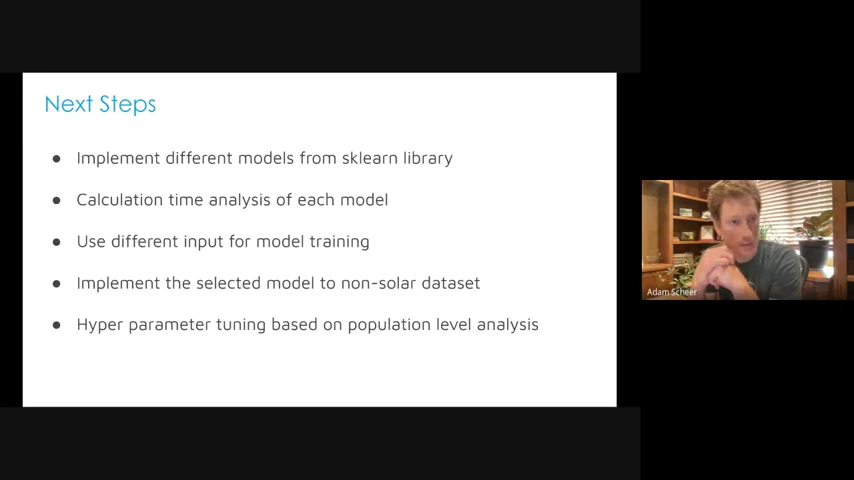 Next Steps
● Implement different models from sklearn library
● Calculation time analysis of each model
● Use different input for model training
● Implement the selected model to non-solar dataset
● Hyper parameter tuning based on population level analysis
Adam Scheer